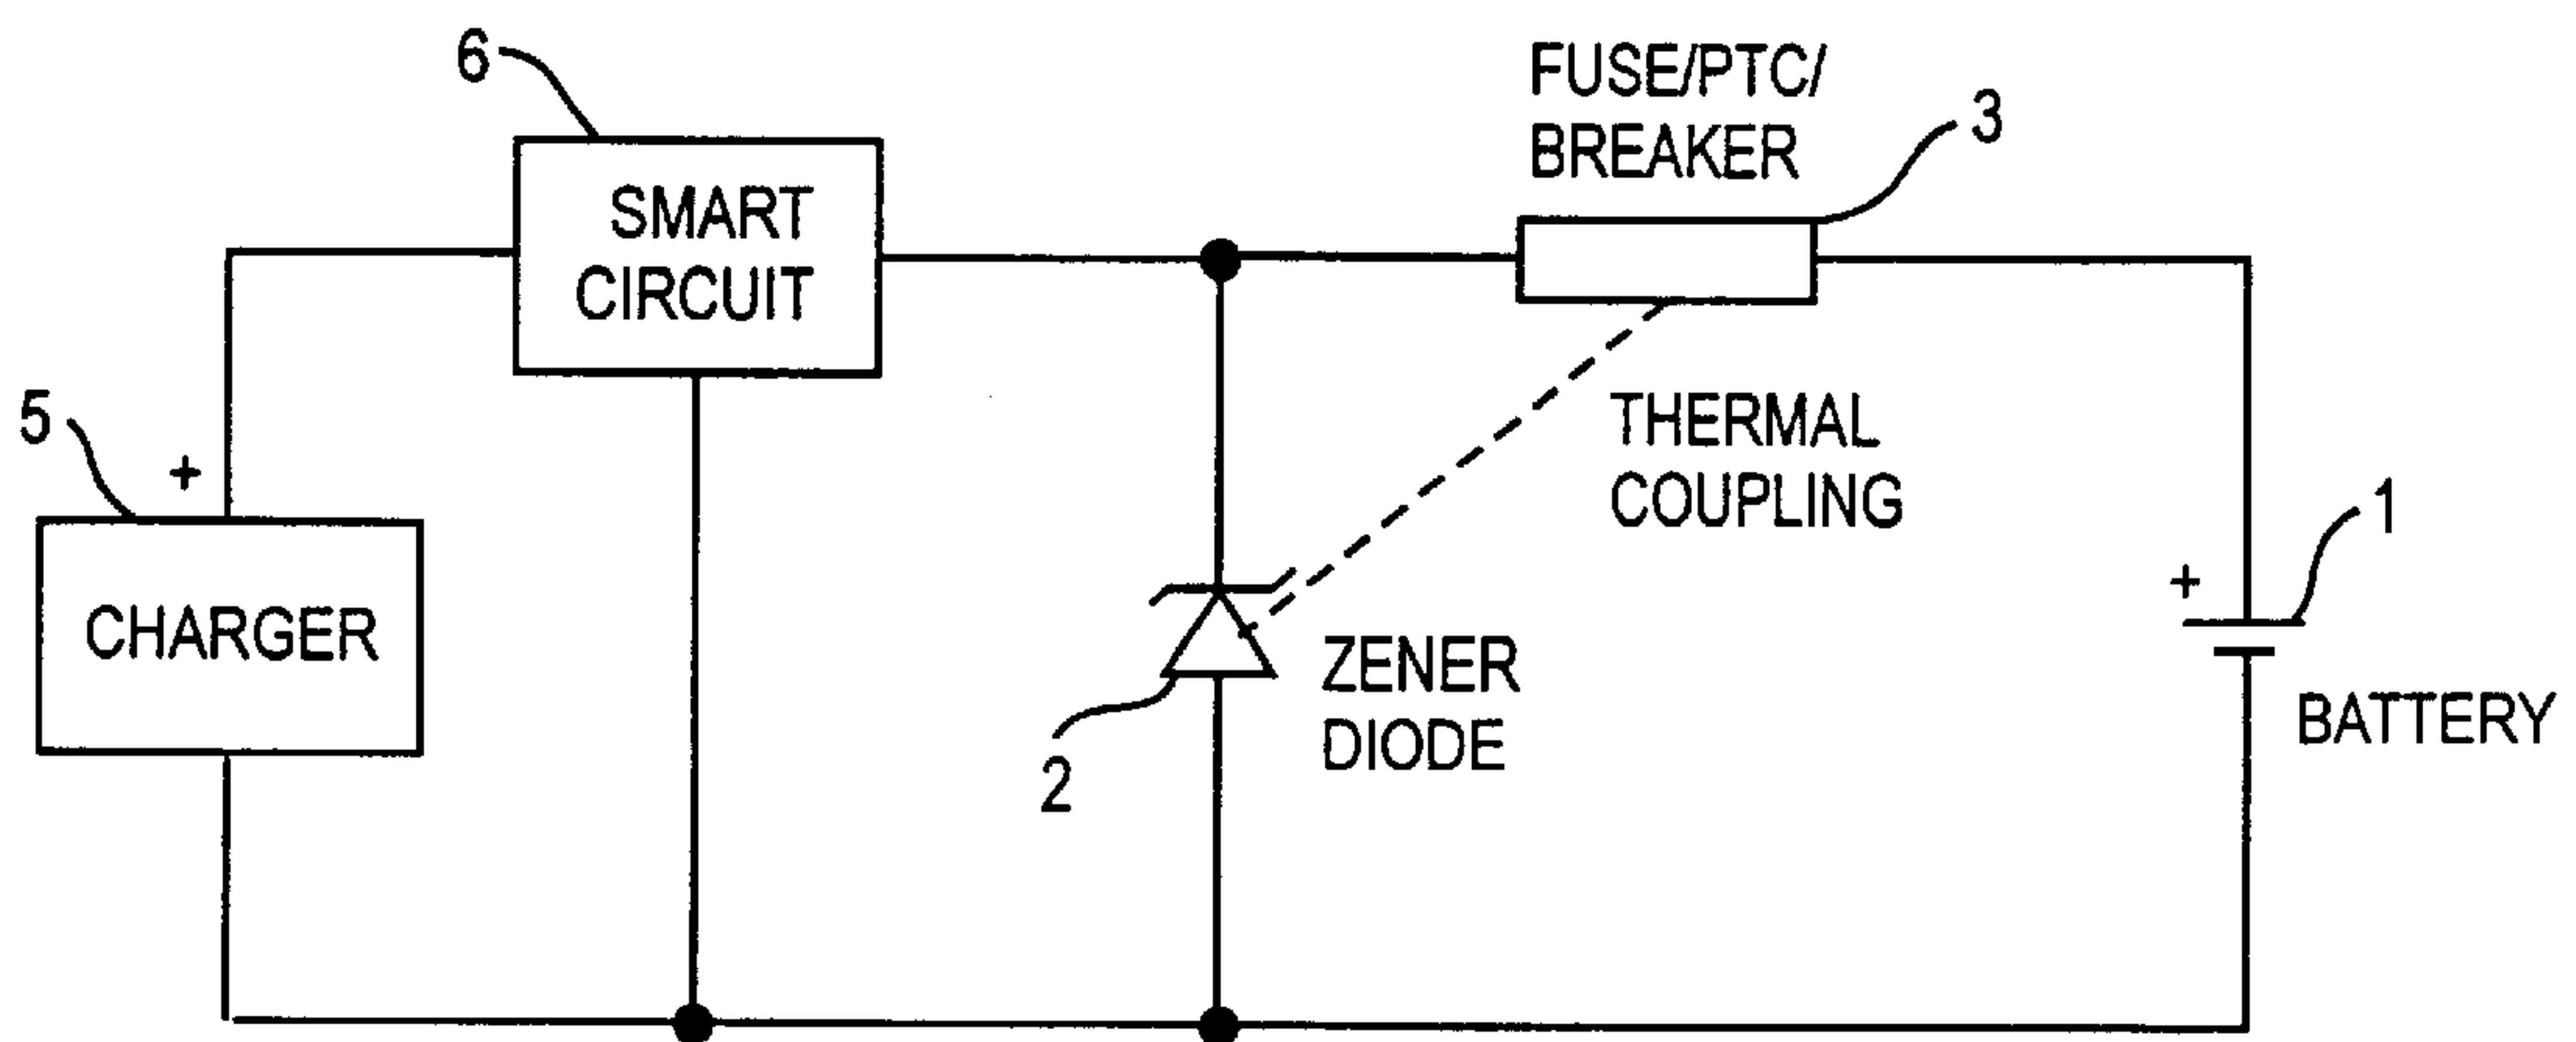 6
FUSE/PTC/
BREAKER
3
SMART
CIRCUIT
5
+
THERMAL
COUPLING
1
+
CHARGER
ZENER
DIODE
2
BATTERY